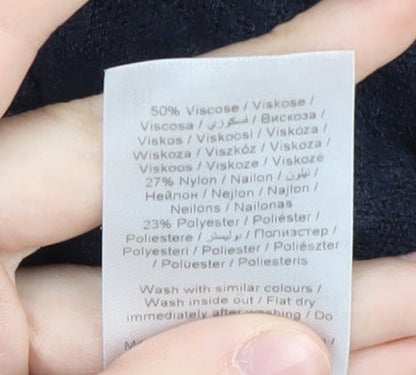 50% Viscose / Viskose /
Viscosa / فسكوزي / Вискоза /
Viskos / Viskoosi / Viskóza /
Wiskoza / Viszkóz / Viskoza /
Viskoos / Viskoze / Viskozė
27% Nylon / Nailon / نيلون /
Нейлон / Nejlon / Najlon /
Neilons / Nailonas
23% Polyester / Poliéster /
Poliestere / بوليستر / Полиэстер /
Polyesteri / Poliester / Poliészter
/ Polüester / Poliesteris
Wash with similar colours /
Wash inside out / Flat dry
immediately after washing / Do